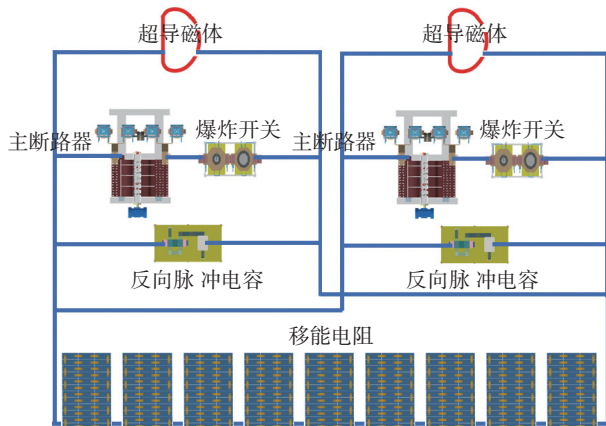 超导磁体 超导磁体
主断路器 爆炸开关 主断路器 爆炸开关
反向脉 冲电容 反向脉 冲电容
移能电阻